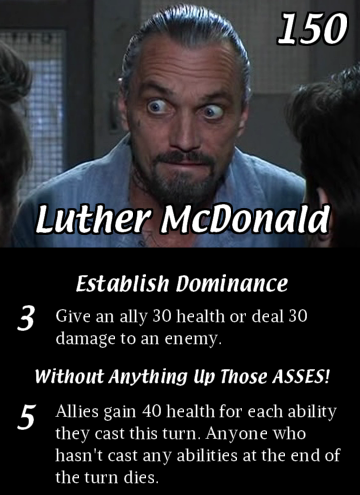 150
Luther McDonald
Establish Dominance
3 Give an ally 30 health or deal 30
damage to an enemy.
Without Anything Up Those ASSES!
5 Allies gain 40 health for each ability
they cast this turn. Anyone who
hasn't cast any abilities at the end of
the turn dies.